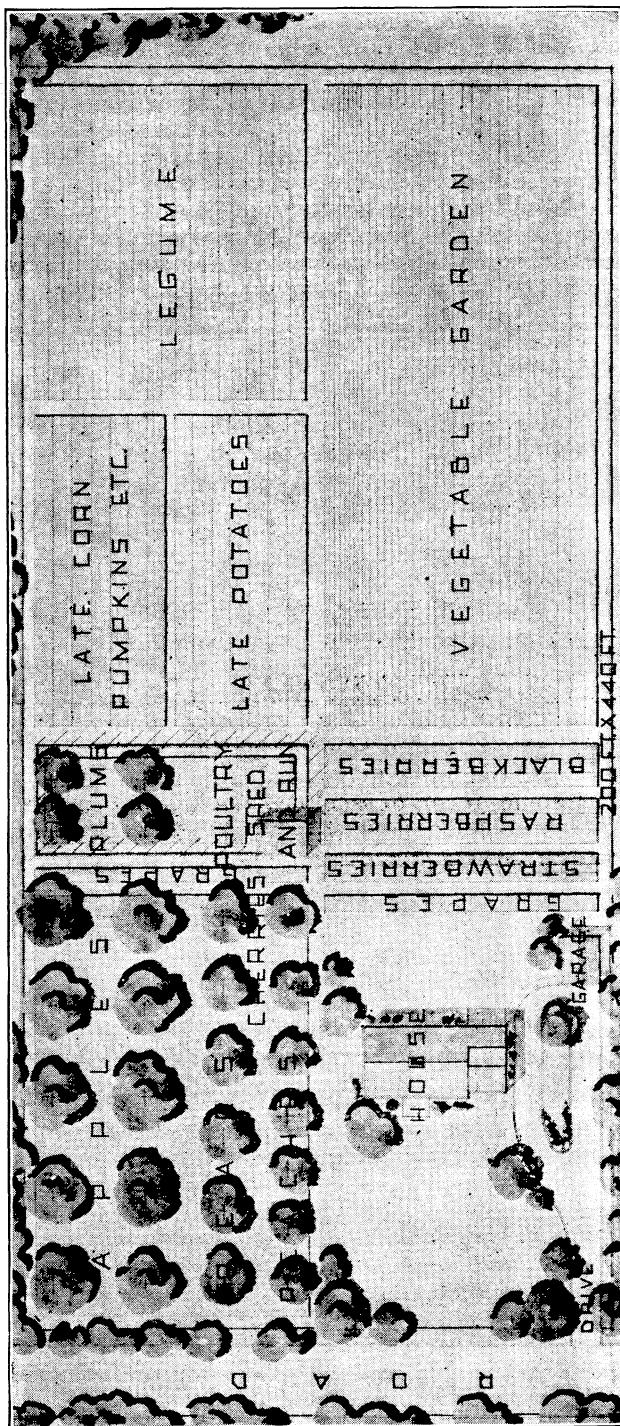 LEGUME
VEGETABLE GARDEN
LATE CORN
PUMPKINS ETC.
LATE POTATOES
PLUMS
POULTRY
SHED
AND RUN
BLACKBERRIES
RASPBERRIES
STRAWBERRIES
GRAPES
GRAPES
200 FT. X 440 FT.
APPLES
PEARS
CHERRIES
PEACHES
HOUSE
GARAGE
DRIVE
ROAD